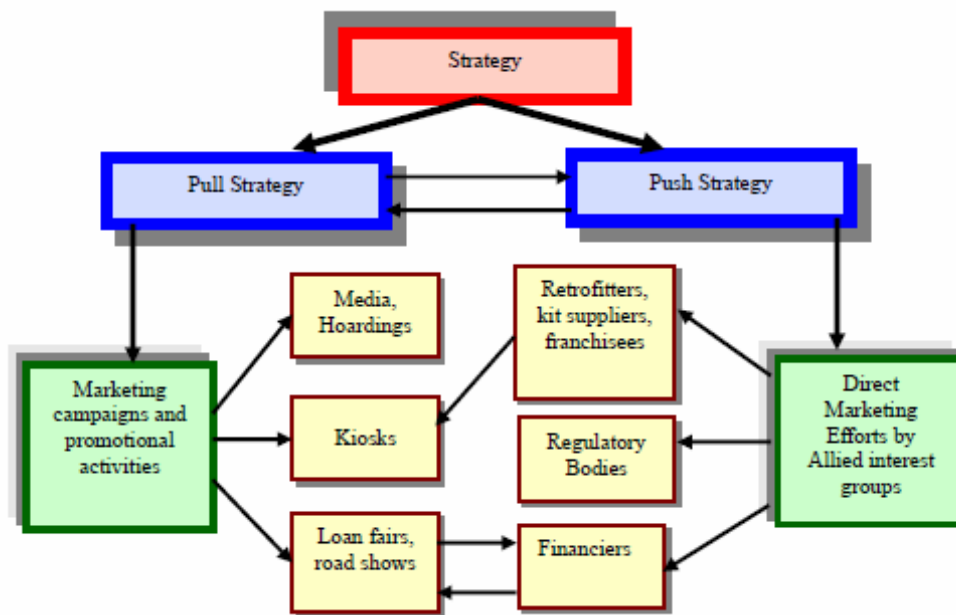 Strategy
Pull Strategy
Push Strategy
Media,
Hoardings
Retrofitters,
kit suppliers,
franchisees
Marketing
campaigns and
promotional
activities
Direct
Marketing
Efforts by
Allied interest
groups
Kiosks
Regulatory
Bodies
Loan fairs,
road shows
Financiers